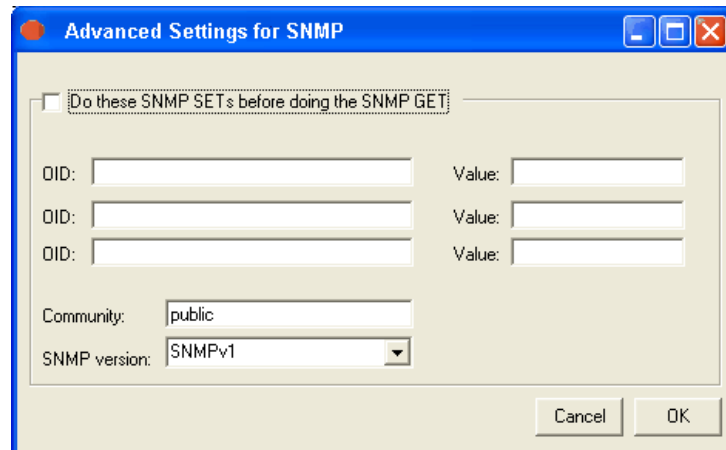 Advanced Settings for SNMP
Do these SNMP SETs before doing the SNMP GET
OID: Value:
OID: Value:
OID: Value:
Community: public
SNMP version: SNMPv1
Cancel OK